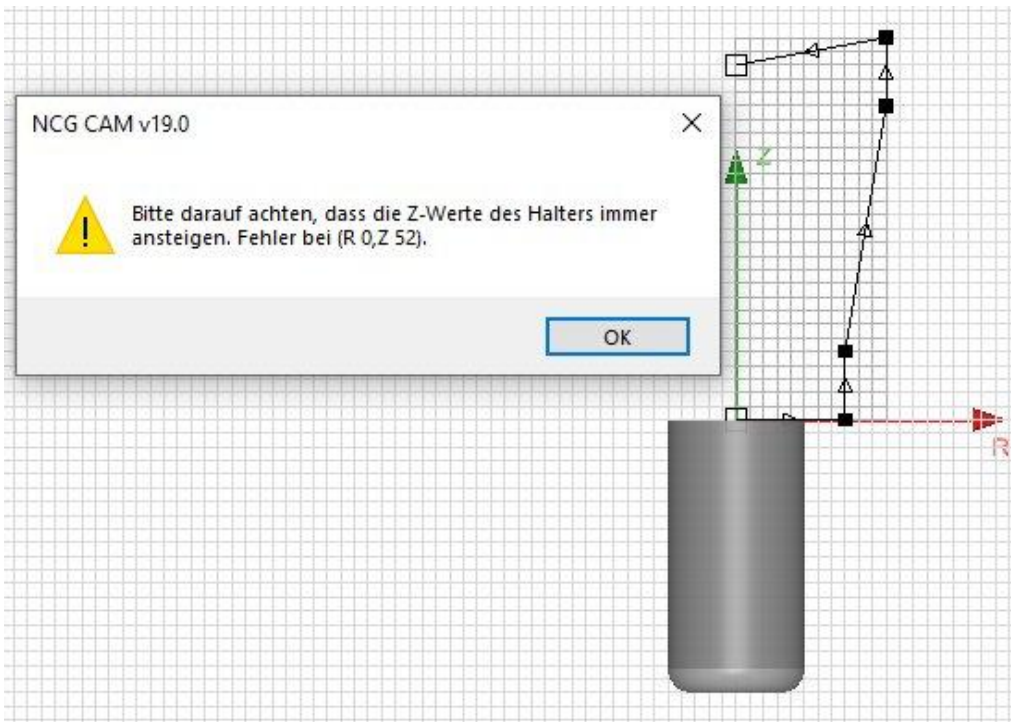 NCG CAM v19.0
Z
Bitte darauf achten, dass die Z-Werte des Halters immer
ansteigen. Fehler bei (R 0,Z 52).
OK
R